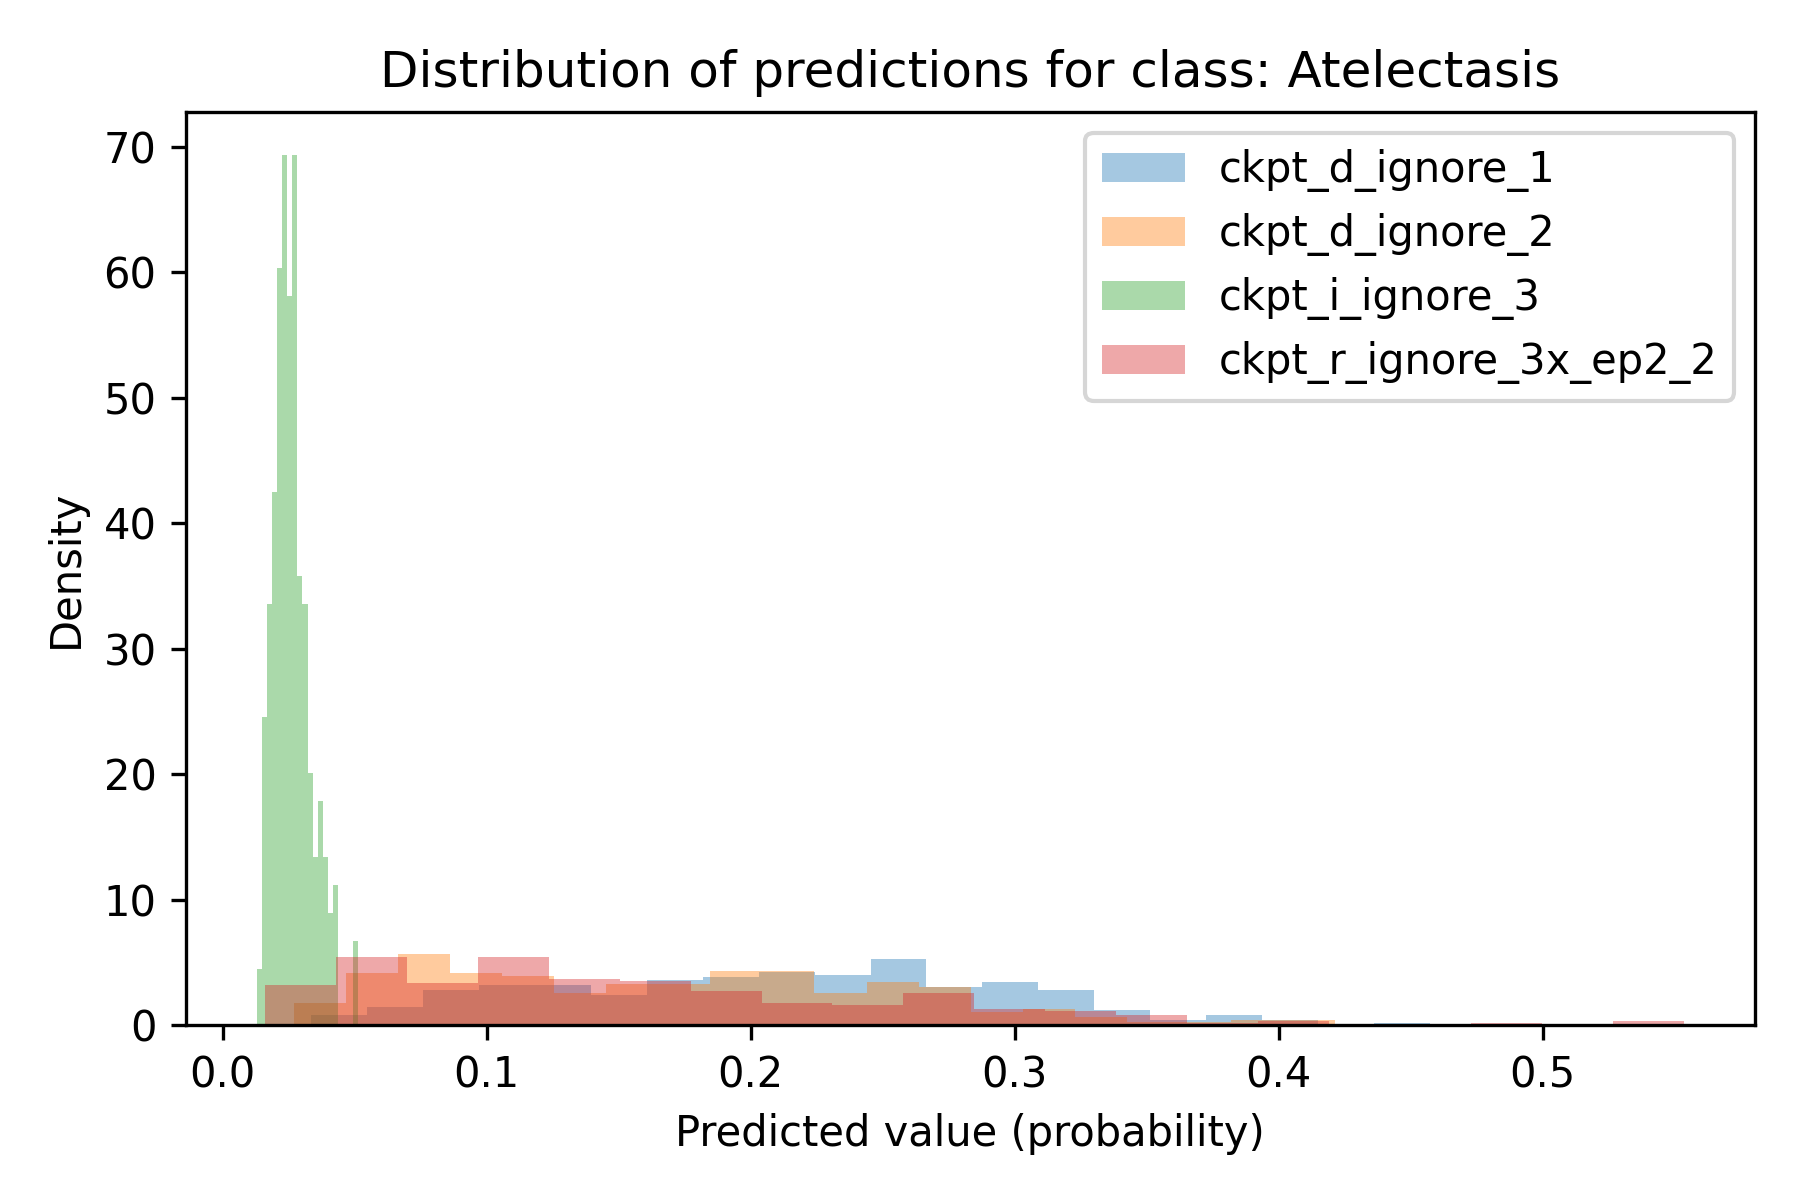 Distribution of predictions for class: Atelectasis
70
60
50
40
30
20
10
0
Density
ckpt_d_ignore_1
ckpt_d_ignore_2
ckpt_i_ignore_3
ckpt_r_ignore_3x_ep2_2
0.0 0.1 0.2 0.3 0.4 0.5
Predicted value (probability)